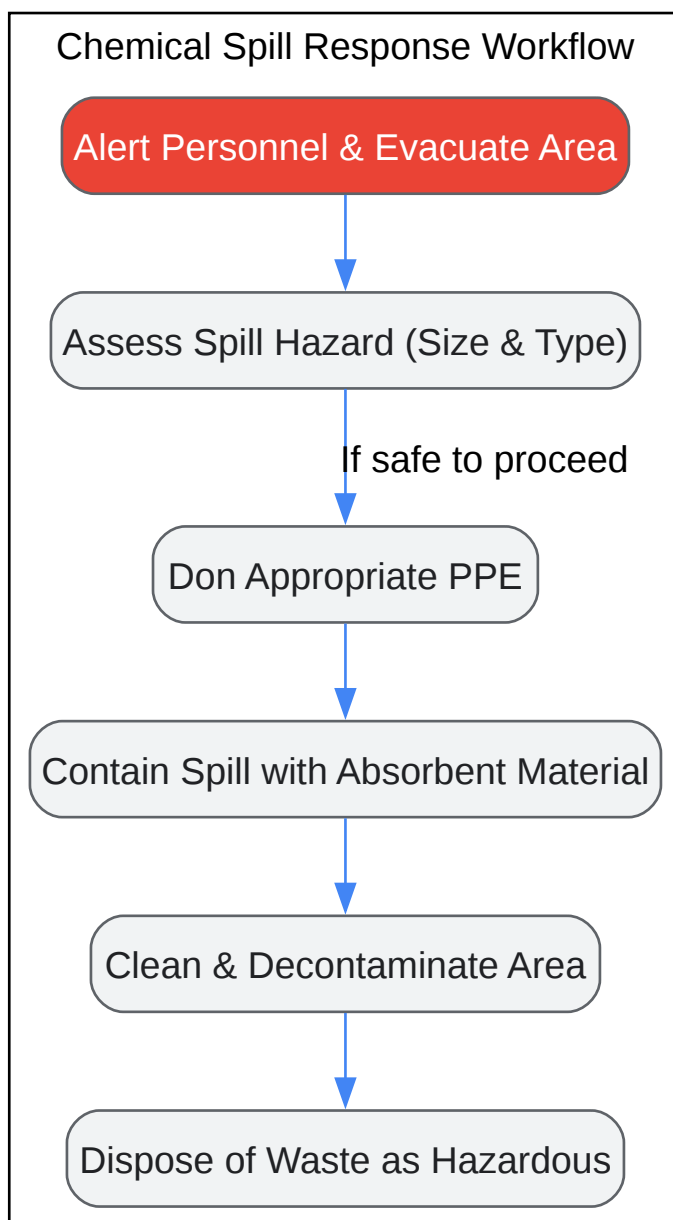 Chemical Spill Response Workflow
Alert Personnel & Evacuate Area
Assess Spill Hazard (Size & Type)
If safe to proceed
Don Appropriate PPE
Contain Spill with Absorbent Material
Clean & Decontaminate Area
Dispose of Waste as Hazardous